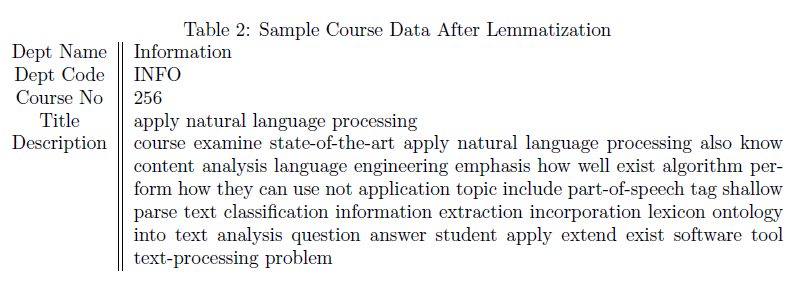 Table 2: Sample Course Data After Lemmatization
Dept Name Information
Dept Code INFO
Course No 256
Title apply natural language processing
Description course examine state-of-the-art apply natural language processing also know
content analysis language engineering emphasis how well exist algorithm per-
form how they can use not application topic include part-of-speech tag shallow
parse text classification information extraction incorporation lexicon ontology
into text analysis question answer student apply extend exist software tool
text-processing problem